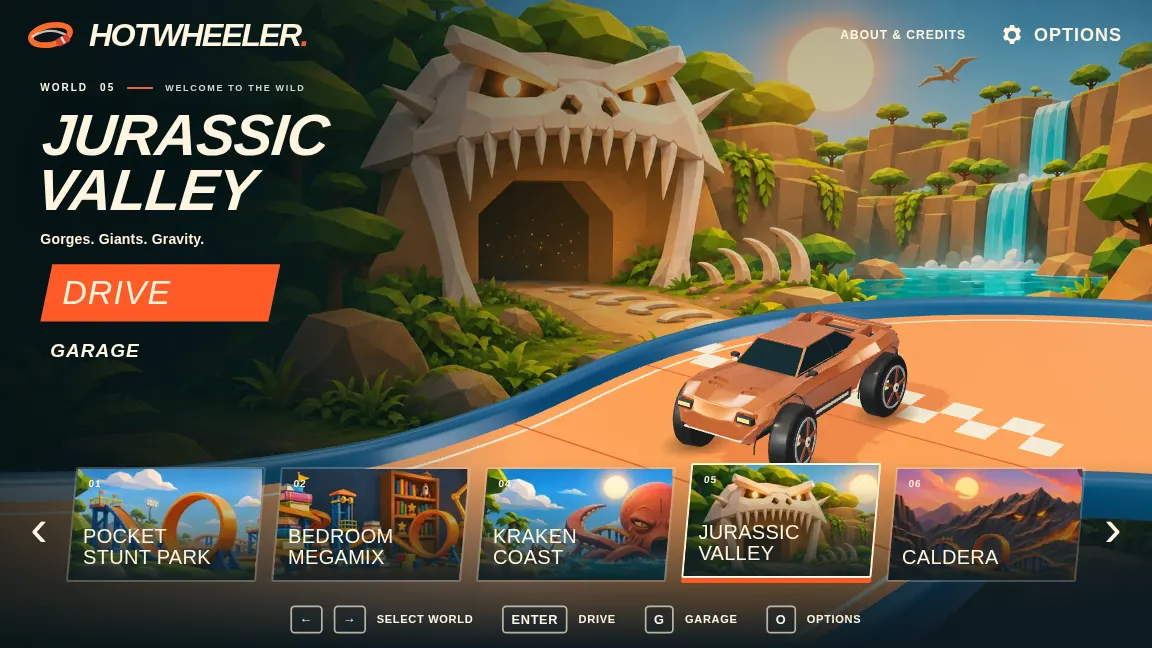 HOTWHEELER.
ABOUT & CREDITS
OPTIONS
WORLD 05 WELCOME TO THE WILD
JURASSIC
VALLEY
Gorges. Giants. Gravity.
DRIVE
GARAGE
01
POCKET
STUNT PARK
02
BEDROOM
MEGAMIX
04
KRAKEN
COAST
05
JURASSIC
VALLEY
06
CALDERA
← → SELECT WORLD ENTER DRIVE G GARAGE O OPTIONS